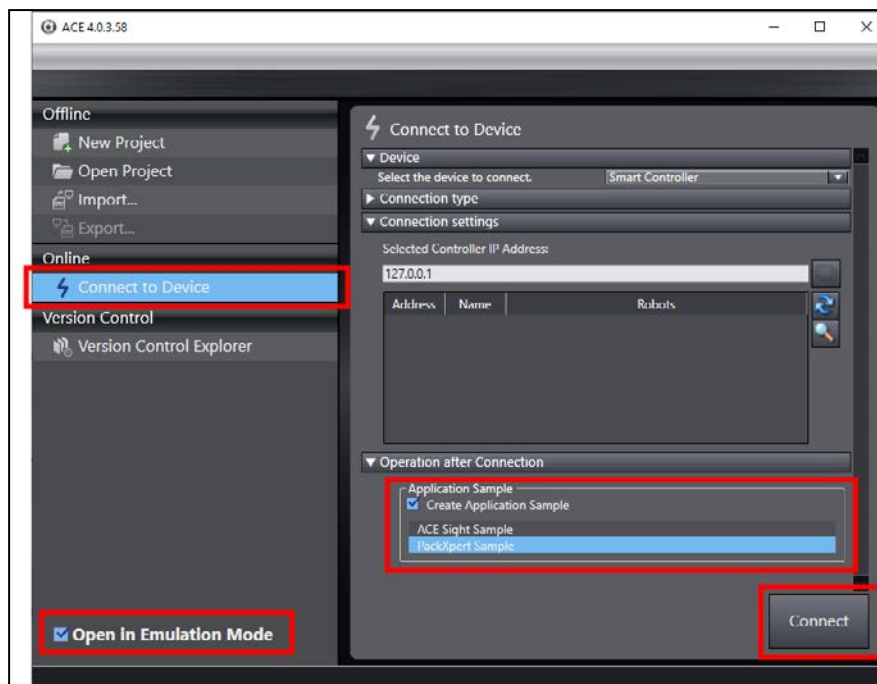 ACE 4.0.3.58
Offline
New Project
Open Project
Import...
Export...
Online
Connect to Device
Version Control
Version Control Explorer
Open in Emulation Mode
Connect to Device
Device
Select the device to connect. Smart Controller
Connection type
Connection settings
Selected Controller IP Address:
127.0.0.1
Address Name Robots
Operation after Connection
Application Sample
Create Application Sample
ACE Sight Sample
PackXpert Sample
Connect